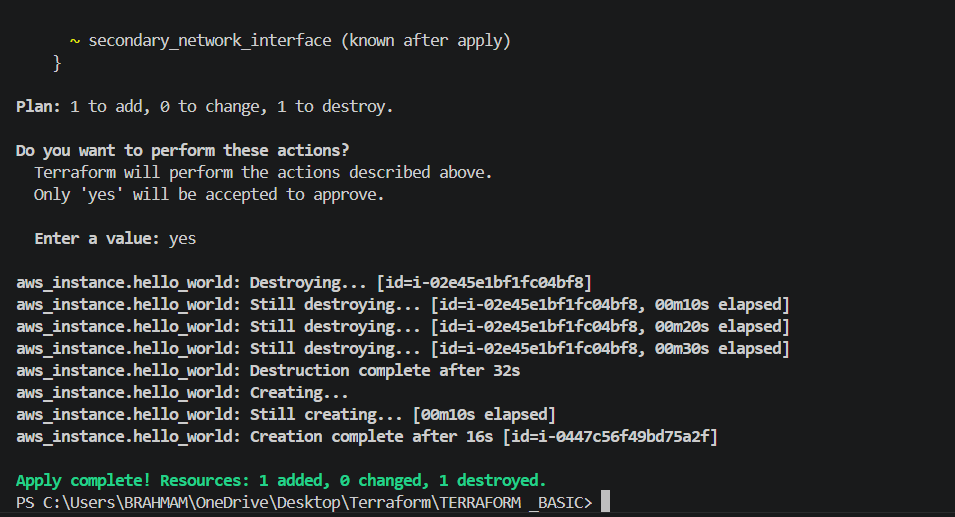 ~ secondary_network_interface (known after apply)
}
Plan: 1 to add, 0 to change, 1 to destroy.
Do you want to perform these actions?
Terraform will perform the actions described above.
Only 'yes' will be accepted to approve.
Enter a value: yes
aws_instance.hello_world: Destroying... [id=i-02e45e1bf1fc04bf8]
aws_instance.hello_world: Still destroying... [id=i-02e45e1bf1fc04bf8, 00m10s elapsed]
aws_instance.hello_world: Still destroying... [id=i-02e45e1bf1fc04bf8, 00m20s elapsed]
aws_instance.hello_world: Still destroying... [id=i-02e45e1bf1fc04bf8, 00m30s elapsed]
aws_instance.hello_world: Destruction complete after 32s
aws_instance.hello_world: Creating...
aws_instance.hello_world: Still creating... [00m10s elapsed]
aws_instance.hello_world: Creation complete after 16s [id=i-0447c56f49bd75a2f]
Apply complete! Resources: 1 added, 0 changed, 1 destroyed.
PS C:\Users\BRAHMAM\OneDrive\Desktop\Terraform\TERRAFORM _BASIC>